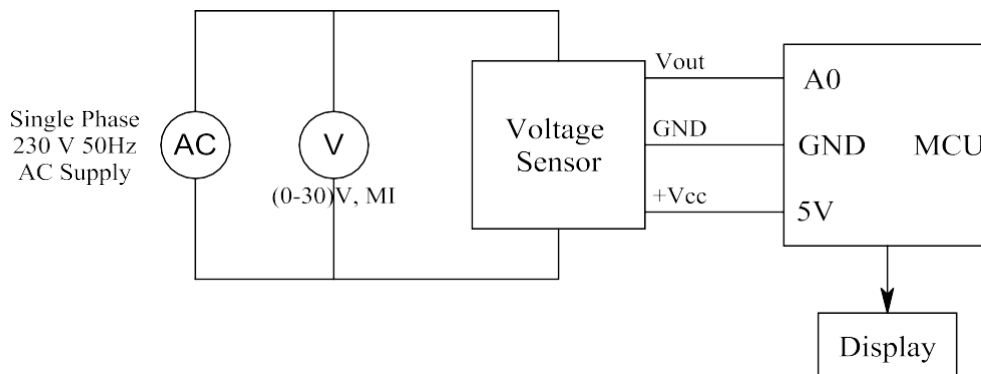 Single Phase
230 V 50Hz
AC Supply
AC
V
(0-30)V, MI
Voltage
Sensor
Vout
GND
+Vcc
A0
GND
MCU
5V
Display